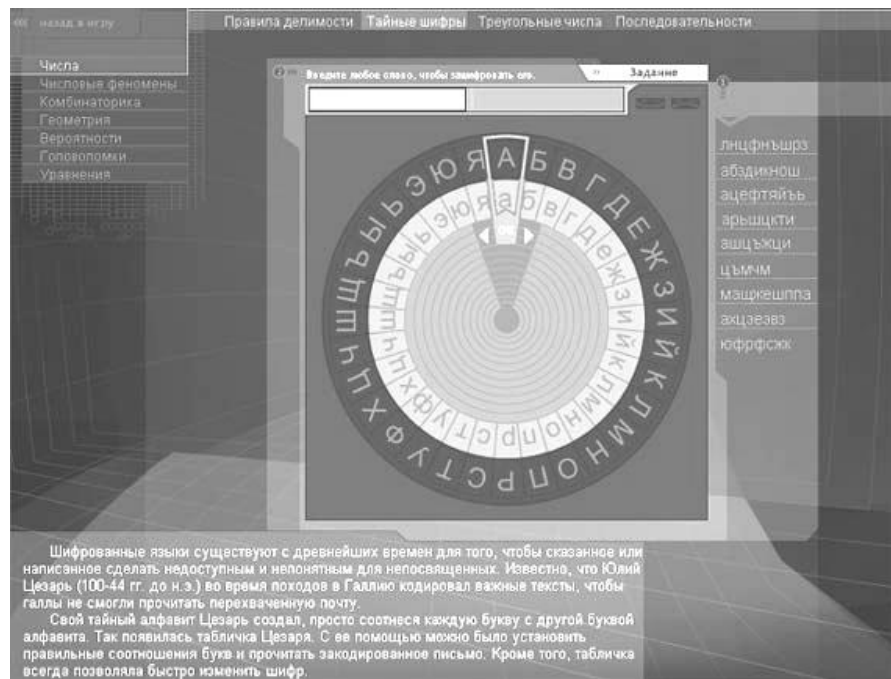 назад в игру
Правила делимости Тайные шифры Треугольные числа Последовательности
Числа
Числовые феномены
Комбинаторика
Геометрия
Вероятности
Головоломки
Уравнения
Введите любое слово, чтобы зашифровать его.
Задание
А Б В Г Д Е Ж З И Й К Л М Н О П Р С Т У Ф Х Ц Ч Ш Щ Ъ Ы Ь Э Ю Я
а б в г д е ж з и й к л м н о п р с т у ф х ц ч ш щ ъ ы ь э ю я
лнцфнъшрз
абздикнош
ацефтяйъь
арьшцкти
ашцъжци
цъмчм
мащркешппа
ахцзеэвз
юфрфсжк
Шифрованные языки существуют с древнейших времен для того, чтобы сказанное или
написанное сделать недоступным и непонятным для непосвященных. Известно, что Юлий
Цезарь (100-44 гг. до н.э.) во время походов в Галлию кодировал важные тексты, чтобы
галлы не смогли прочитать перехваченную почту.
Свой тайный алфавит Цезарь создал, просто соотнеся каждую букву с другой буквой
алфавита. Так появилась табличка Цезаря. С ее помощью можно было установить
правильные соотношения букв и прочитать закодированное письмо. Кроме того, табличка
всегда позволяла быстро изменить шифр.